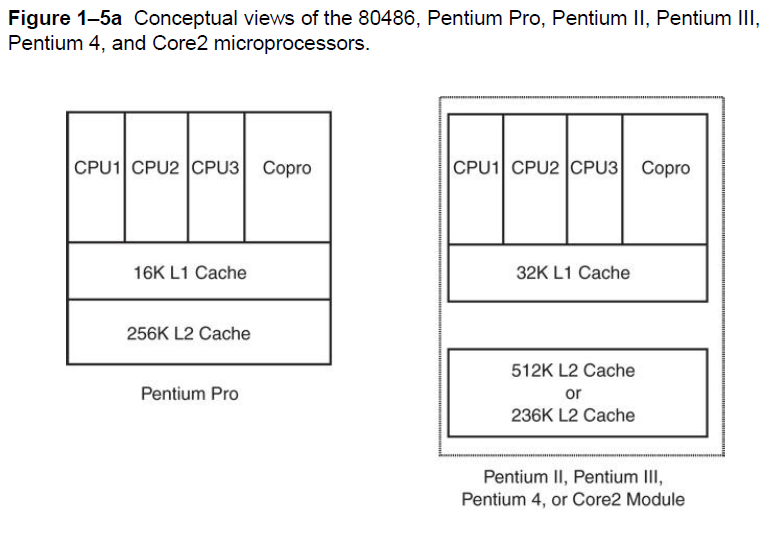 Figure 1–5a Conceptual views of the 80486, Pentium Pro, Pentium II, Pentium III,
Pentium 4, and Core2 microprocessors.
CPU1 CPU2 CPU3 Copro
16K L1 Cache
256K L2 Cache
Pentium Pro
CPU1 CPU2 CPU3 Copro
32K L1 Cache
512K L2 Cache
or
236K L2 Cache
Pentium II, Pentium III,
Pentium 4, or Core2 Module